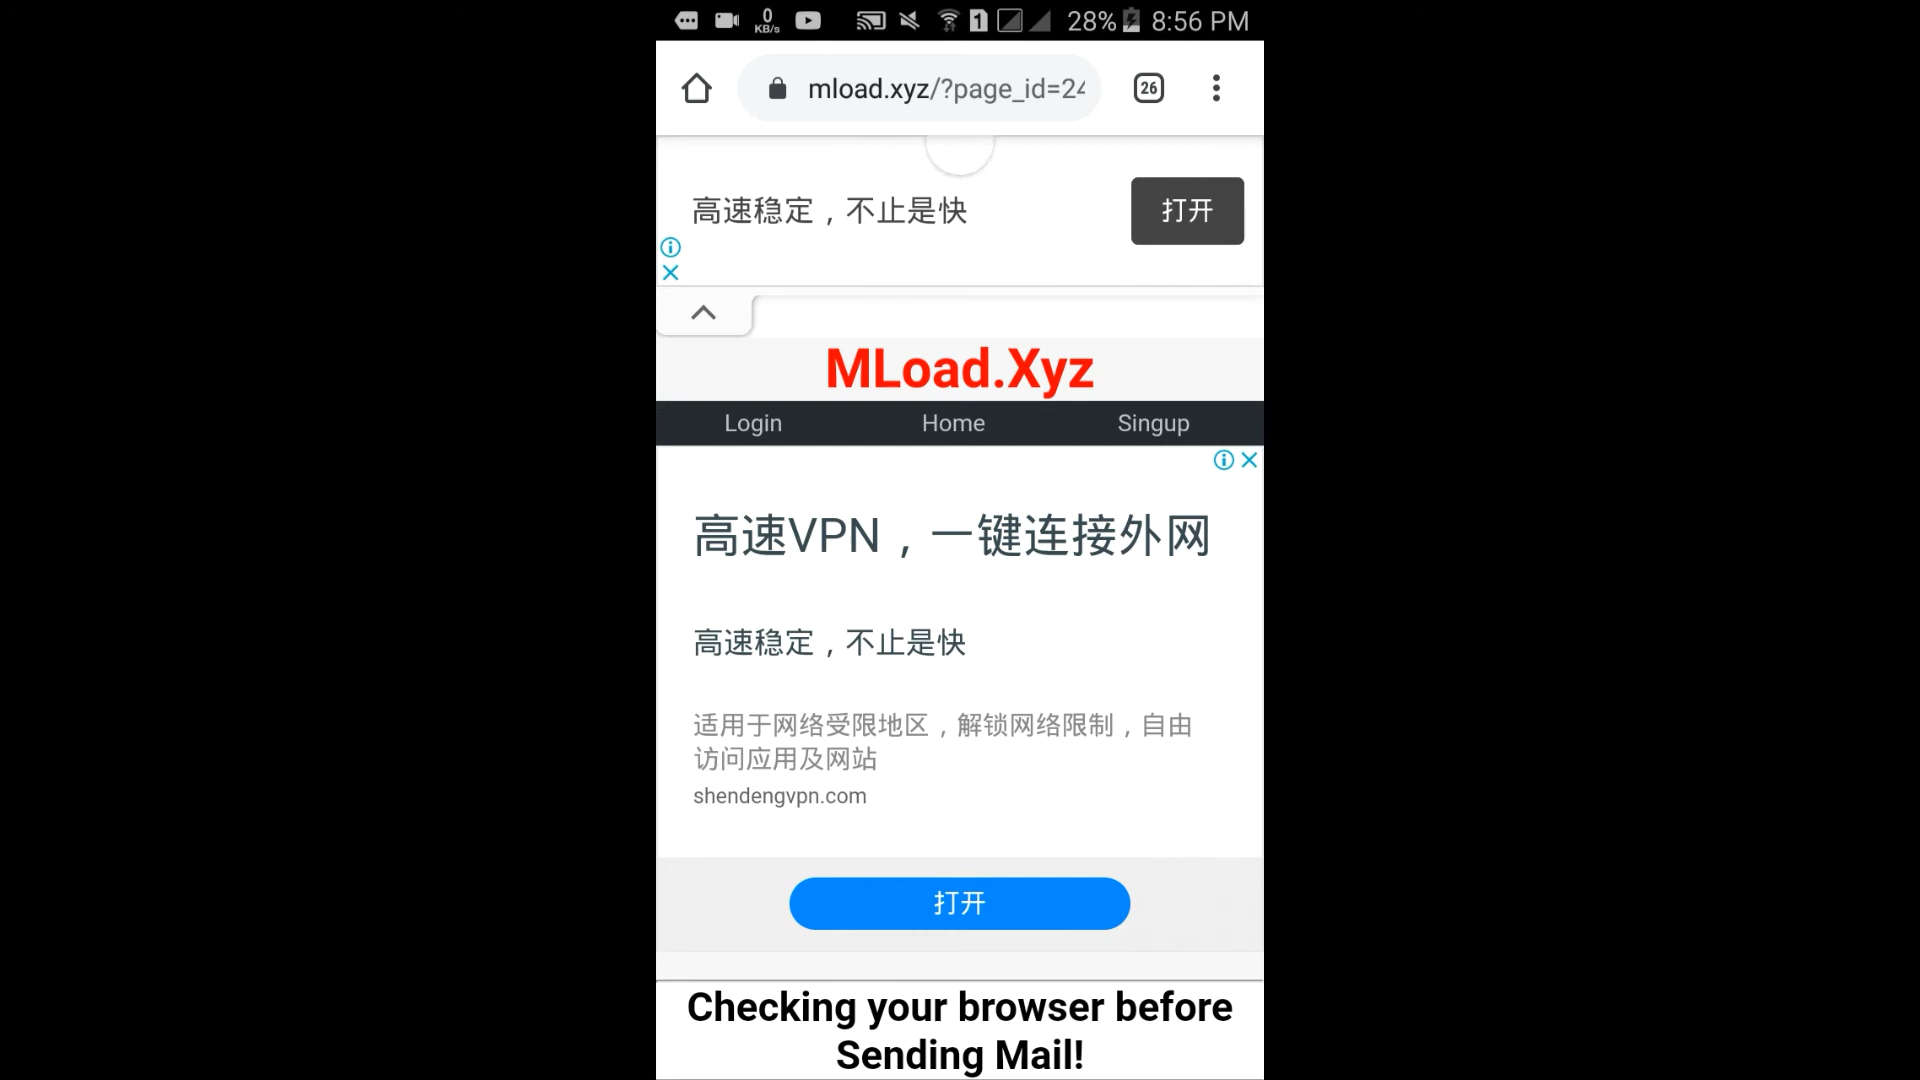 0
KB/s
1
28%
8:56 PM
mload.xyz/?page_id=24
26
高速稳定，不止是快
打开
MLoad.Xyz
Login
Home
Singup
高速VPN，一键连接外网
高速稳定，不止是快
适用于网络受限地区，解锁网络限制，自由
访问应用及网站
shendengvpn.com
打开
Checking your browser before
Sending Mail!